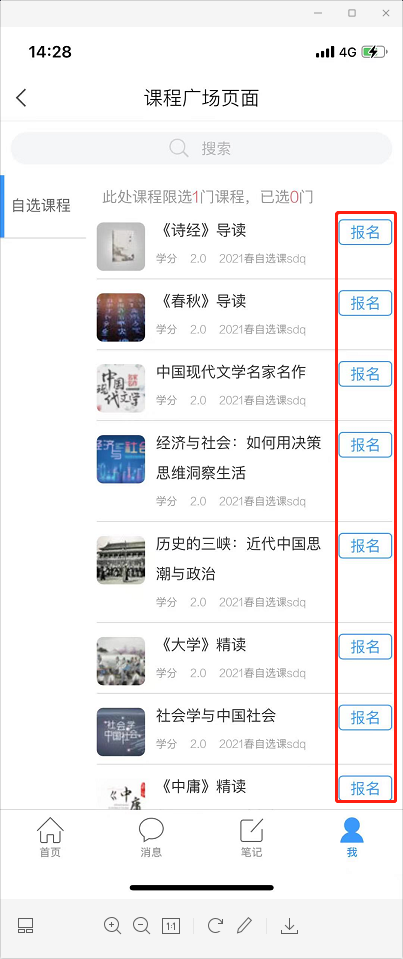 14:28
4G
课程广场页面
搜索
自选课程
此处课程限选1门课程，已选0门
《诗经》导读
报名
学分 2.0 2021春自选课sdq
《春秋》导读
报名
学分 2.0 2021春自选课sdq
中国现代文学名家名作
报名
学分 2.0 2021春自选课sdq
经济与社会：如何用决策
思维洞察生活
报名
学分 2.0 2021春自选课sdq
历史的三峡：近代中国思
潮与政治
报名
学分 2.0 2021春自选课sdq
《大学》精读
报名
学分 2.0 2021春自选课sdq
社会学
中国社会
社会学与中国社会
报名
学分 2.0 2021春自选课sdq
《中庸》精读
报名
首页
消息
笔记
我
1:1